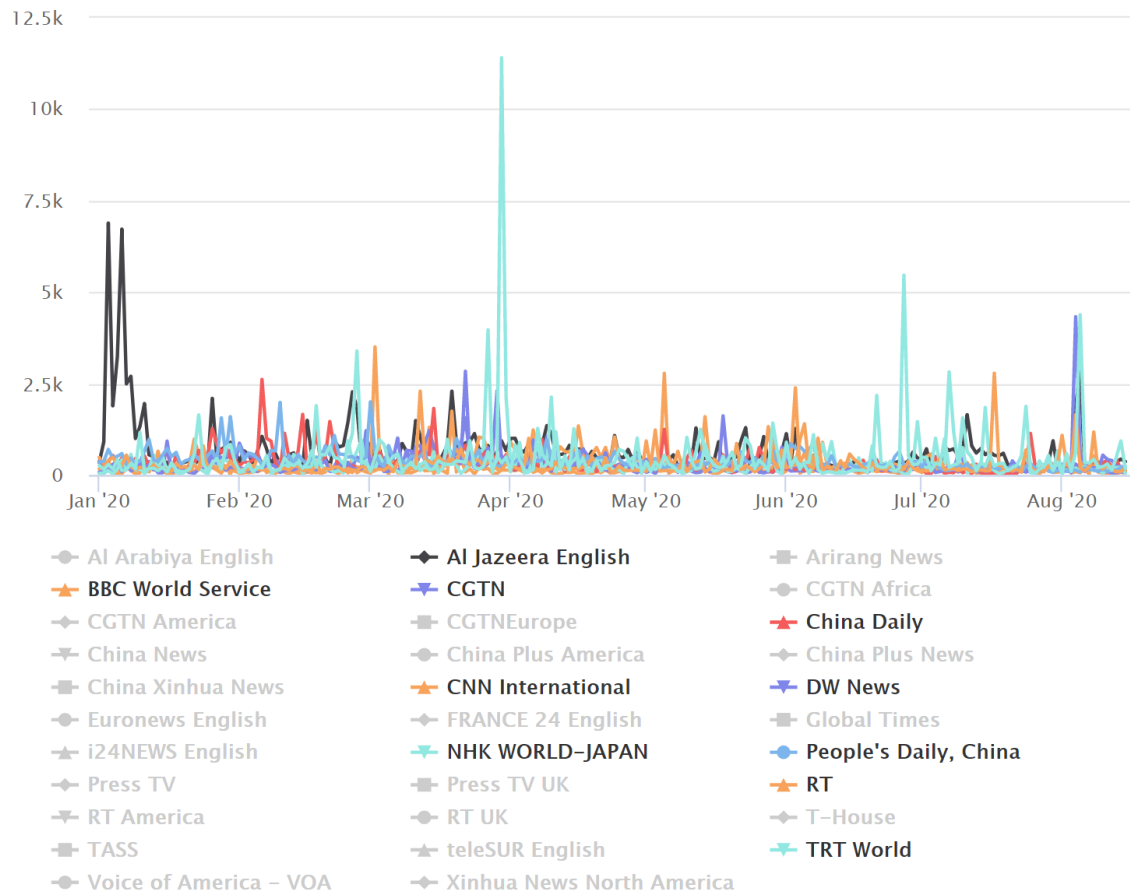 12.5k
10k
7.5k
5k
2.5k
0
Jan '20 Feb '20 Mar '20 Apr '20 May '20 Jun '20 Jul '20 Aug '20
Al Arabiya English Al Jazeera English Arirang News
BBC World Service CGTN CGTN Africa
CGTN America CGTNEurope China Daily
China News China Plus America China Plus News
China Xinhua News CNN International DW News
Euronews English FRANCE 24 English Global Times
i24NEWS English NHK WORLD-JAPAN People's Daily, China
Press TV Press TV UK RT
RT America RT UK T-House
TASS teleSUR English TRT World
Voice of America - VOA Xinhua News North America